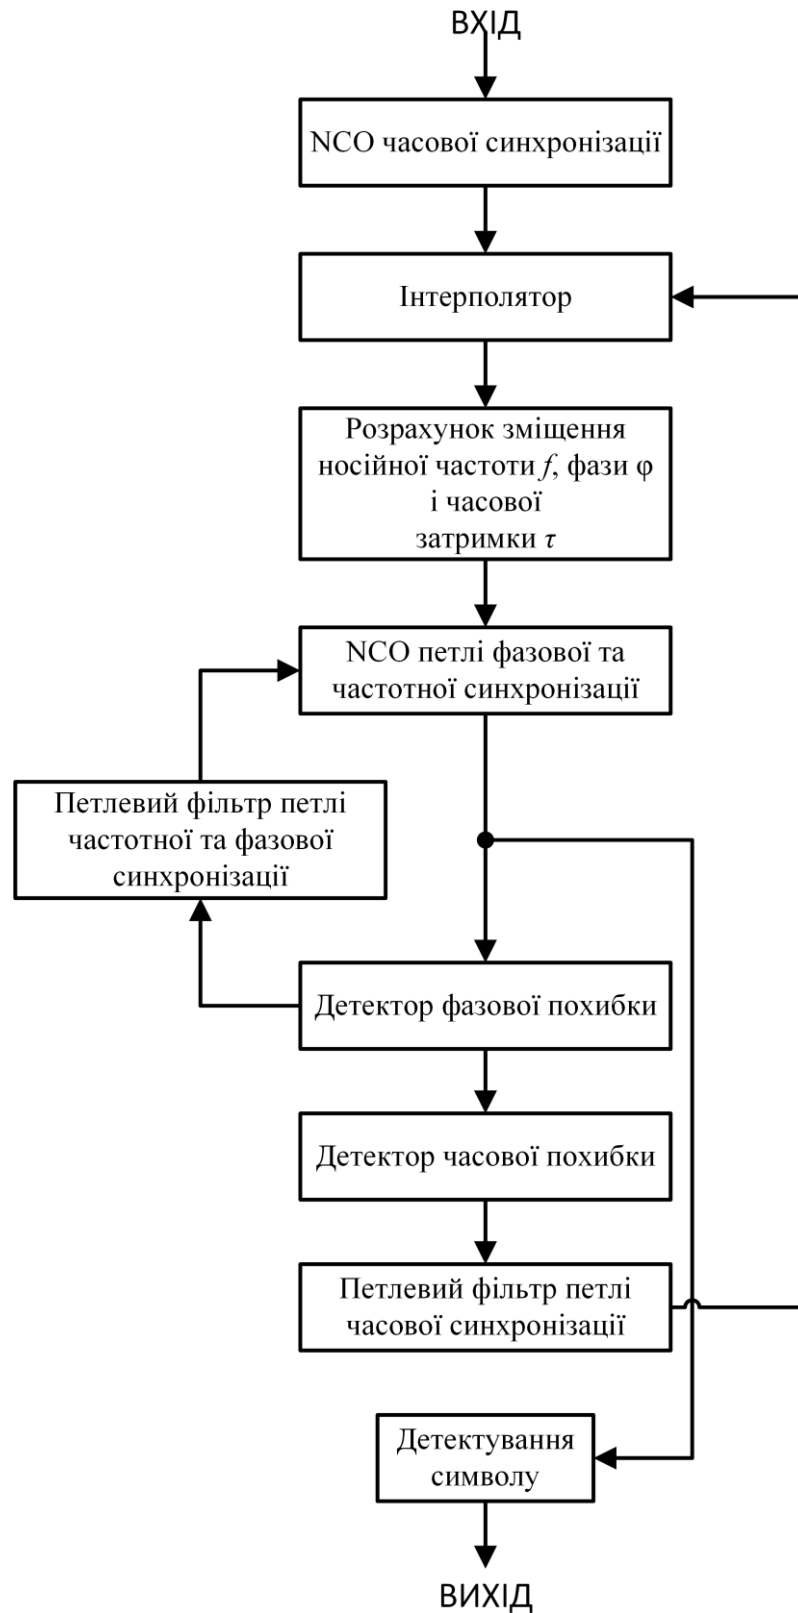 ВХІД
NCO часової синхронізації
Інтерполятор
Розрахунок зміщення
носійної частоти f, фази φ
і часової
затримки τ
NCO петлі фазової та
частотної синхронізації
Петлевий фільтр петлі
частотної та фазової
синхронізації
Детектор фазової похибки
Детектор часової похибки
Петлевий фільтр петлі
часової синхронізації
Детектування
символу
ВИХІД